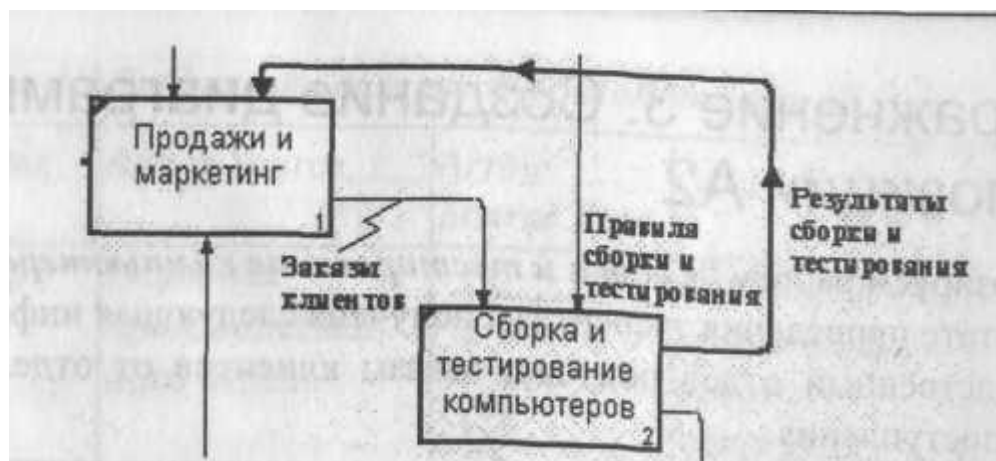 Продажи и
маркетинг
1
Заказы
клиентов
Правила
сборки и
тестирования
Результаты
сборки и
тестирования
Сборка и
тестирование
компьютеров
2